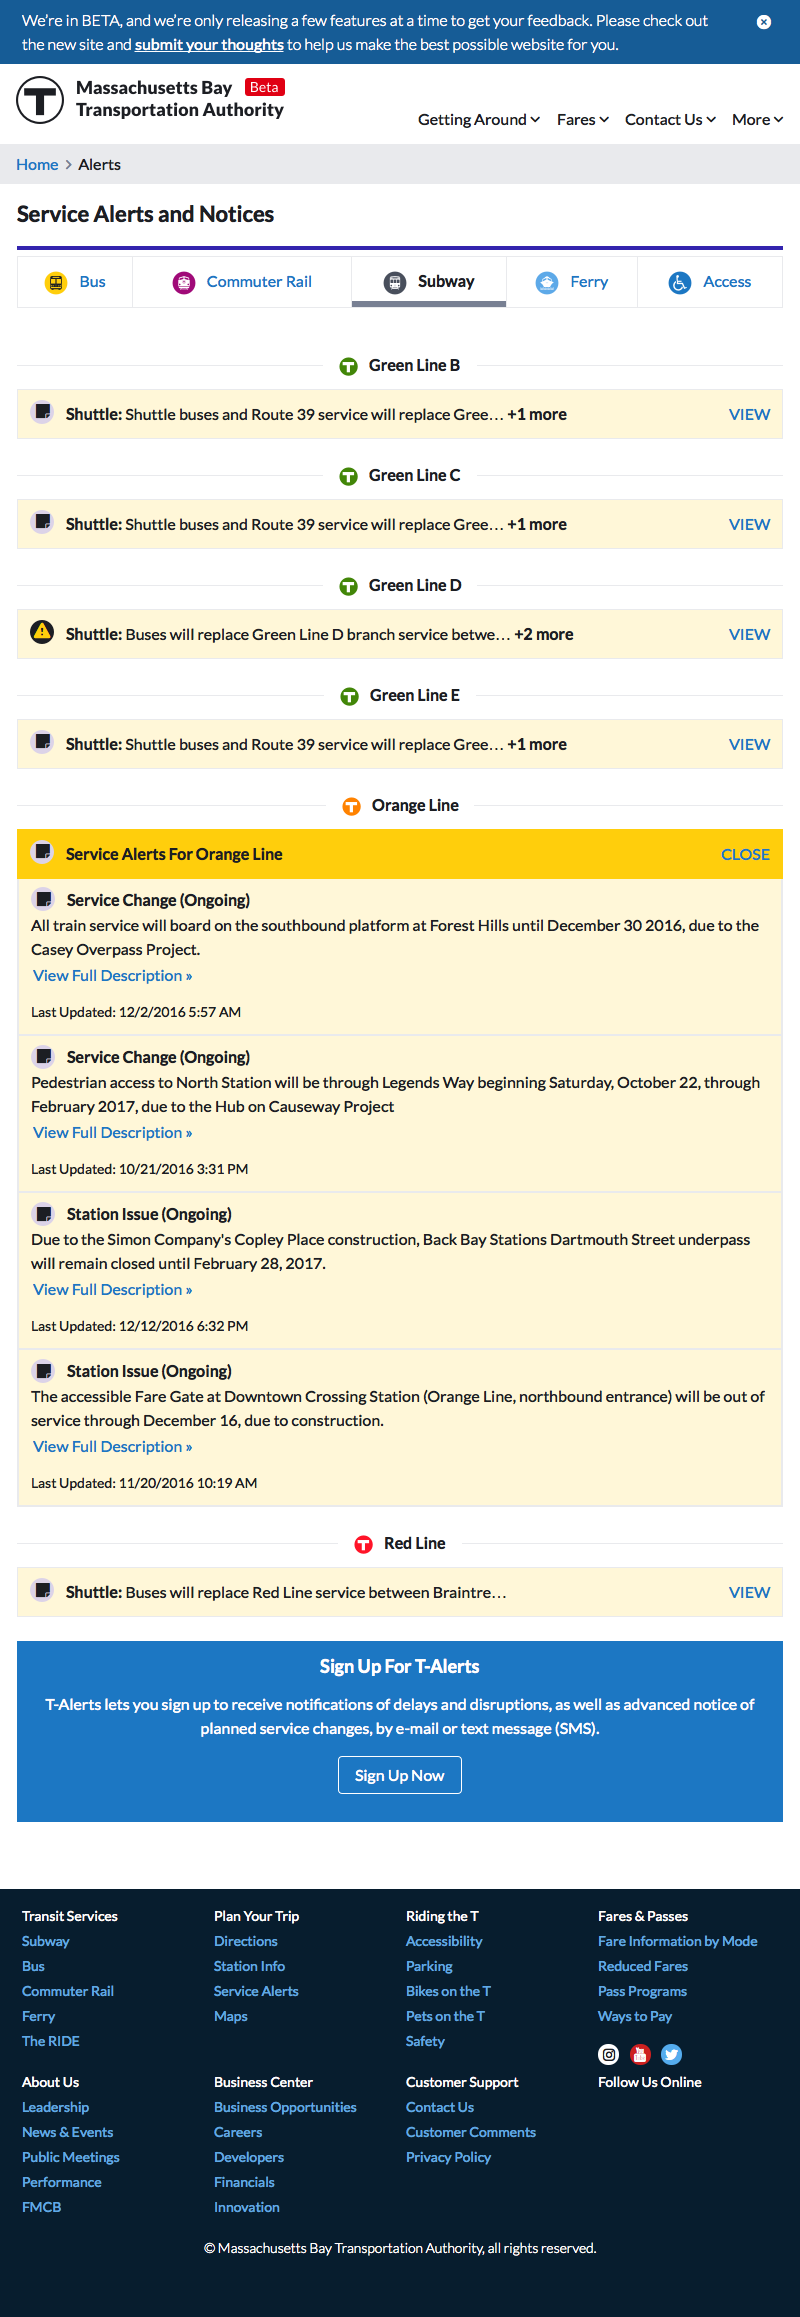 We're in BETA, and we're only releasing a few features at a time to get your feedback. Please check out
the new site and submit your thoughts to help us make the best possible website for you.
T
Massachusetts Bay Beta
Transportation Authority
Getting Around Fares Contact Us More
Home > Alerts
Service Alerts and Notices
Bus Commuter Rail Subway Ferry Access
T Green Line B
Shuttle: Shuttle buses and Route 39 service will replace Gree… +1 more VIEW
T Green Line C
Shuttle: Shuttle buses and Route 39 service will replace Gree… +1 more VIEW
T Green Line D
Shuttle: Buses will replace Green Line D branch service betwe… +2 more VIEW
T Green Line E
Shuttle: Shuttle buses and Route 39 service will replace Gree… +1 more VIEW
T Orange Line
Service Alerts For Orange Line CLOSE
Service Change (Ongoing)
All train service will board on the southbound platform at Forest Hills until December 30 2016, due to the
Casey Overpass Project.
View Full Description »
Last Updated: 12/2/2016 5:57 AM
Service Change (Ongoing)
Pedestrian access to North Station will be through Legends Way beginning Saturday, October 22, through
February 2017, due to the Hub on Causeway Project
View Full Description »
Last Updated: 10/21/2016 3:31 PM
Station Issue (Ongoing)
Due to the Simon Company's Copley Place construction, Back Bay Stations Dartmouth Street underpass
will remain closed until February 28, 2017.
View Full Description »
Last Updated: 12/12/2016 6:32 PM
Station Issue (Ongoing)
The accessible Fare Gate at Downtown Crossing Station (Orange Line, northbound entrance) will be out of
service through December 16, due to construction.
View Full Description »
Last Updated: 11/20/2016 10:19 AM
T Red Line
Shuttle: Buses will replace Red Line service between Braintre… VIEW
Sign Up For T-Alerts
T-Alerts lets you sign up to receive notifications of delays and disruptions, as well as advanced notice of
planned service changes, by e-mail or text message (SMS).
Sign Up Now
Transit Services
Subway
Bus
Commuter Rail
Ferry
The RIDE
Plan Your Trip
Directions
Station Info
Service Alerts
Maps
Riding the T
Accessibility
Parking
Bikes on the T
Pets on the T
Safety
Fares & Passes
Fare Information by Mode
Reduced Fares
Pass Programs
Ways to Pay
About Us
Leadership
News & Events
Public Meetings
Performance
FMCB
Business Center
Business Opportunities
Careers
Developers
Financials
Innovation
Customer Support
Contact Us
Customer Comments
Privacy Policy
Follow Us Online
© Massachusetts Bay Transportation Authority, all rights reserved.